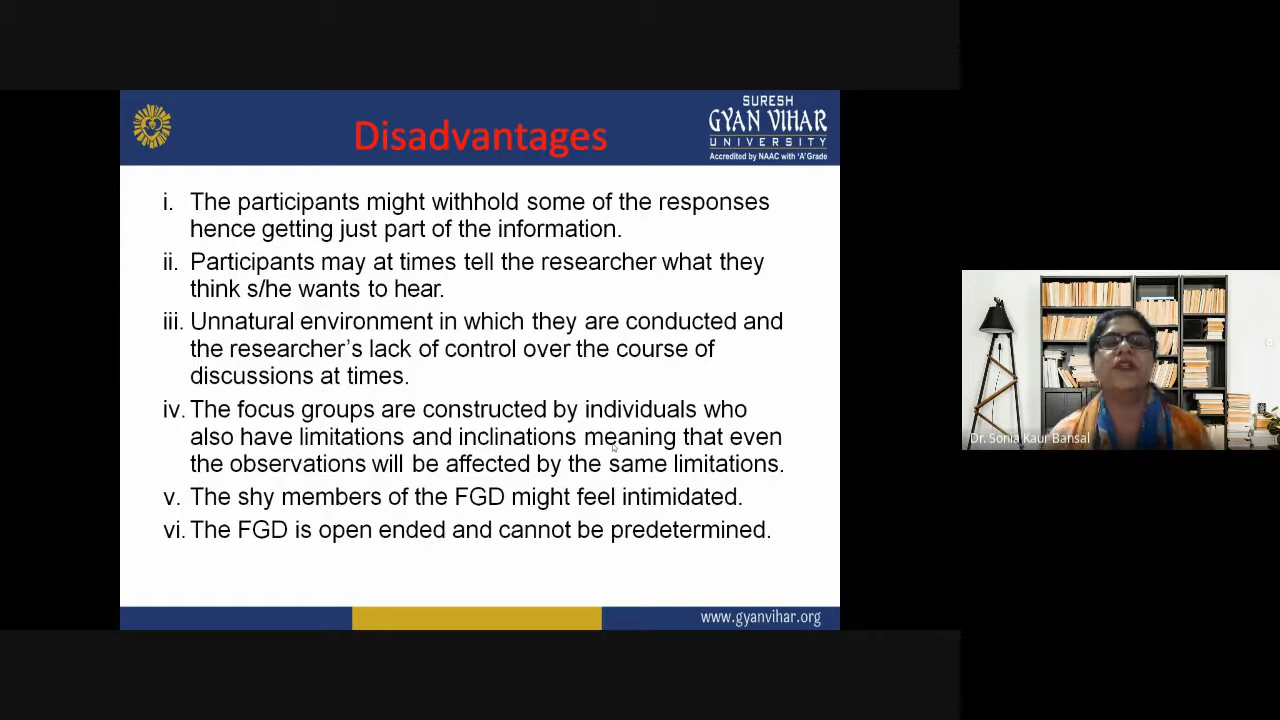 Disadvantages
SURESH
GYAN VIHAR
UNIVERSITY
Accredited by NAAC with 'A' Grade
i. The participants might withhold some of the responses
hence getting just part of the information.
ii. Participants may at times tell the researcher what they
think s/he wants to hear.
iii. Unnatural environment in which they are conducted and
the researcher's lack of control over the course of
discussions at times.
iv. The focus groups are constructed by individuals who
also have limitations and inclinations meaning that even
the observations will be affected by the same limitations.
v. The shy members of the FGD might feel intimidated.
vi. The FGD is open ended and cannot be predetermined.
www.gyanvihar.org
Dr. Sonia Kaur Bansal